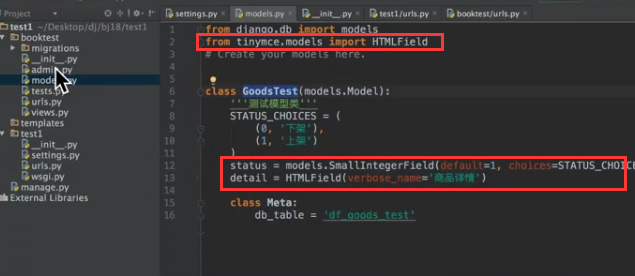 Project
settings.py
models.py
__init__.py
test1/urls.py
booktest/urls.py
test1 ~/Desktop/dj/bj18/test1
booktest
migrations
__init__.py
admin.py
models.py
tests.py
urls.py
views.py
templates
test1
__init__.py
settings.py
urls.py
wsgi.py
manage.py
External Libraries
1 from django.db import models
2 from tinymce.models import HTMLField
3 # Create your models here.
5
6 class GoodsTest(models.Model):
7 '''测试模型类'''
8 STATUS_CHOICES = (
9 (0, '下架'),
10 (1, '上架')
11 )
12 status = models.SmallIntegerField(default=1, choices=STATUS_CHOICE
13 detail = HTMLField(verbose_name='商品详情')
14
15 class Meta:
16 db_table = 'df_goods_test'